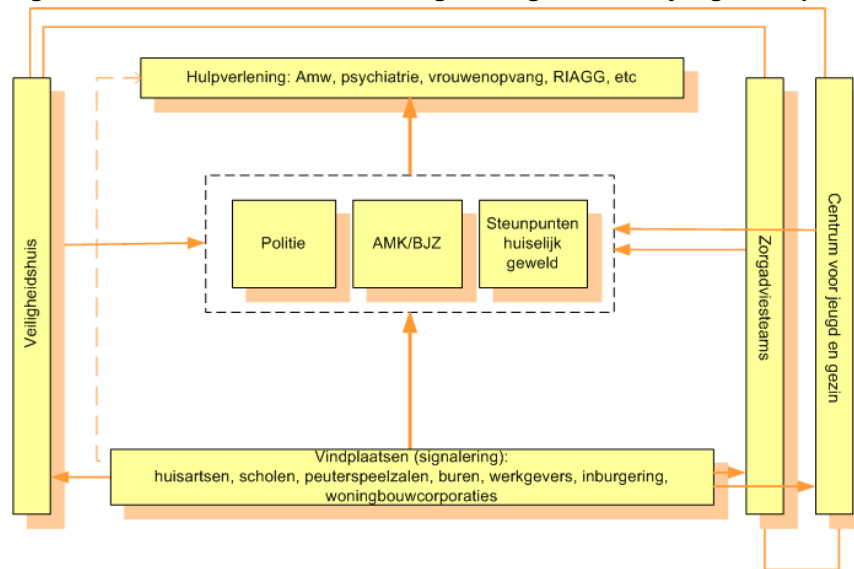 Hulpverlening: Amw, psychiatrie, vrouwenopvang, RIAGG, etc
Veiligheidshuis
Politie
AMK/BJZ
Steunpunten
huiselijk
geweld
Zorgadviesteams
Centrum voor jeugd en gezin
Vindplaatsen (signalering):
huisartsen, scholen, peuterspeelzalen, buren, werkgevers, inburgering,
woningbouwcorporaties